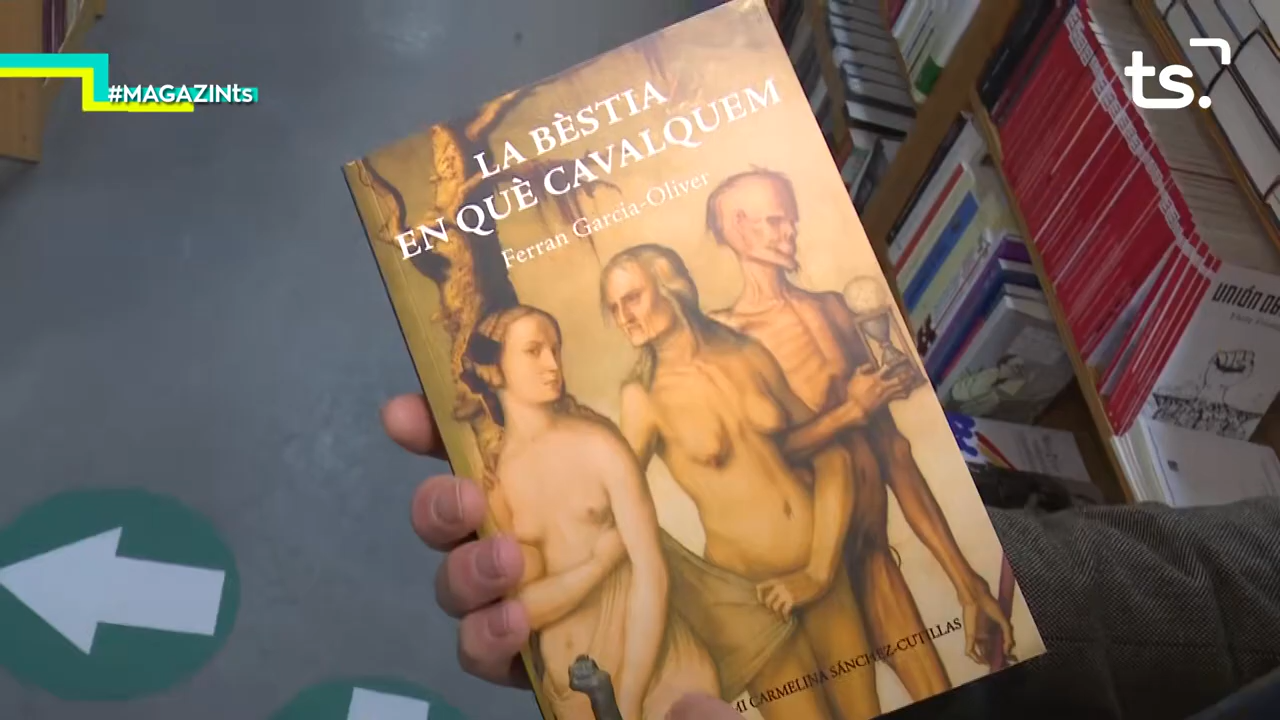 #MAGAZINts
ts.
LA BÈSTIA
EN QUÈ CAVALQUEM
Ferran Garcia-Oliver
MI CARMELINA SÁNCHEZ-CUTILLAS
UNIÓN